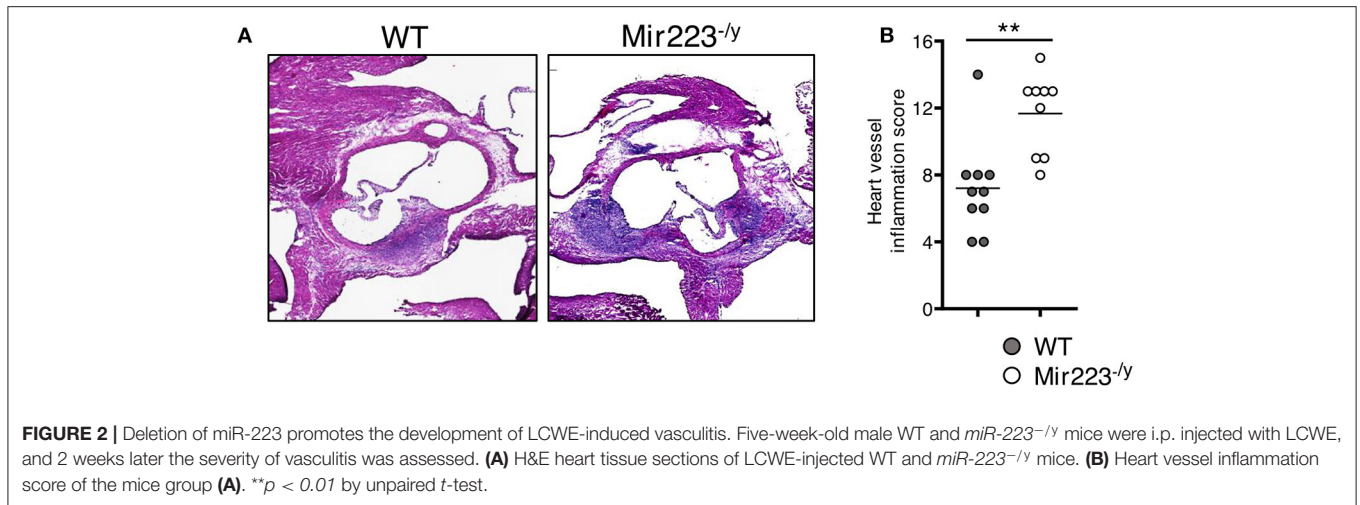 A
WT
Mir223-/y
B
**
16
12
8
4
0
Heart vessel
inflammation score
WT
Mir223-/y
FIGURE 2 | Deletion of miR-223 promotes the development of LCWE-induced vasculitis. Five-week-old male WT and miR-223−/y mice were i.p. injected with LCWE,
and 2 weeks later the severity of vasculitis was assessed. (A) H&E heart tissue sections of LCWE-injected WT and miR-223−/y mice. (B) Heart vessel inflammation
score of the mice group (A). **p < 0.01 by unpaired t-test.